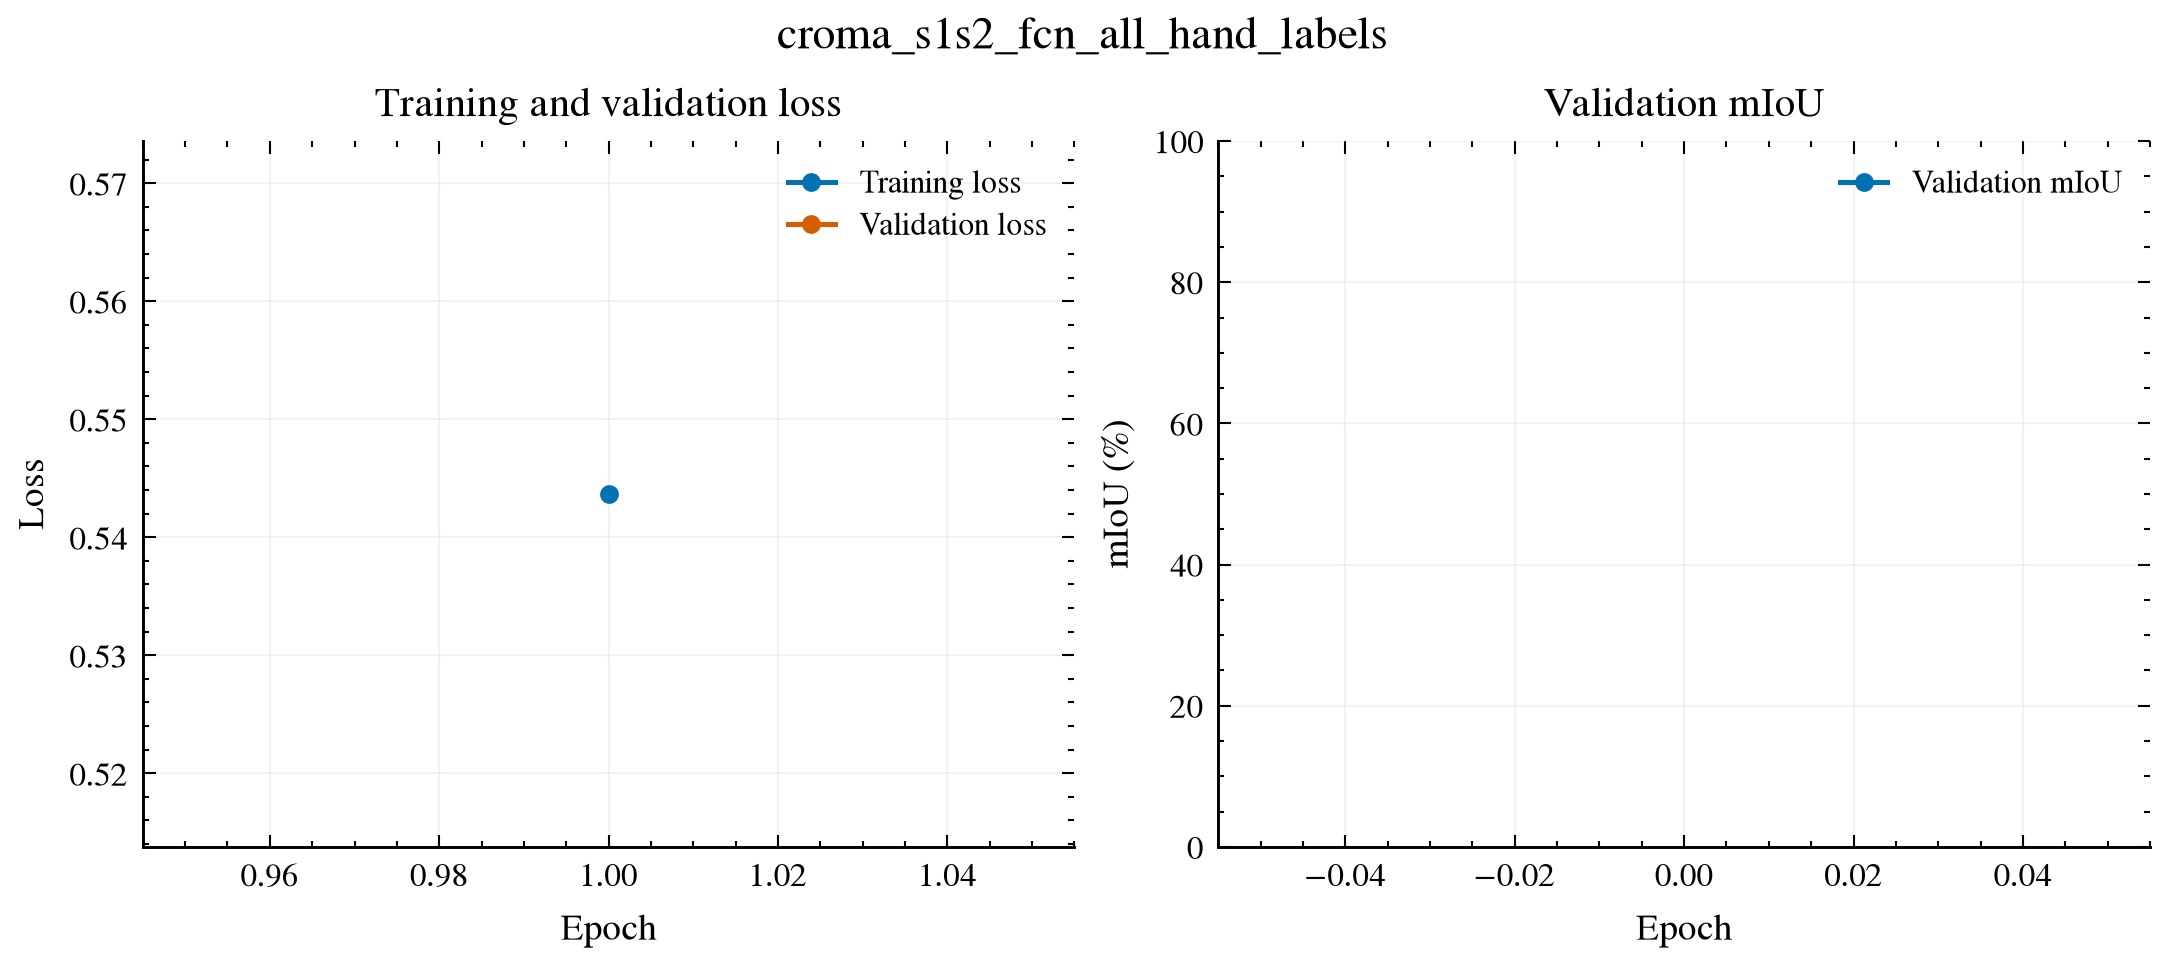 croma_s1s2_fcn_all_hand_labels
Training and validation loss
Loss
0.57
0.56
0.55
0.54
0.53
0.52
Training loss
Validation loss
0.96 0.98 1.00 1.02 1.04
Epoch
Validation mIoU
mIoU (%)
100
80
60
40
20
0
Validation mIoU
−0.04 −0.02 0.00 0.02 0.04
Epoch